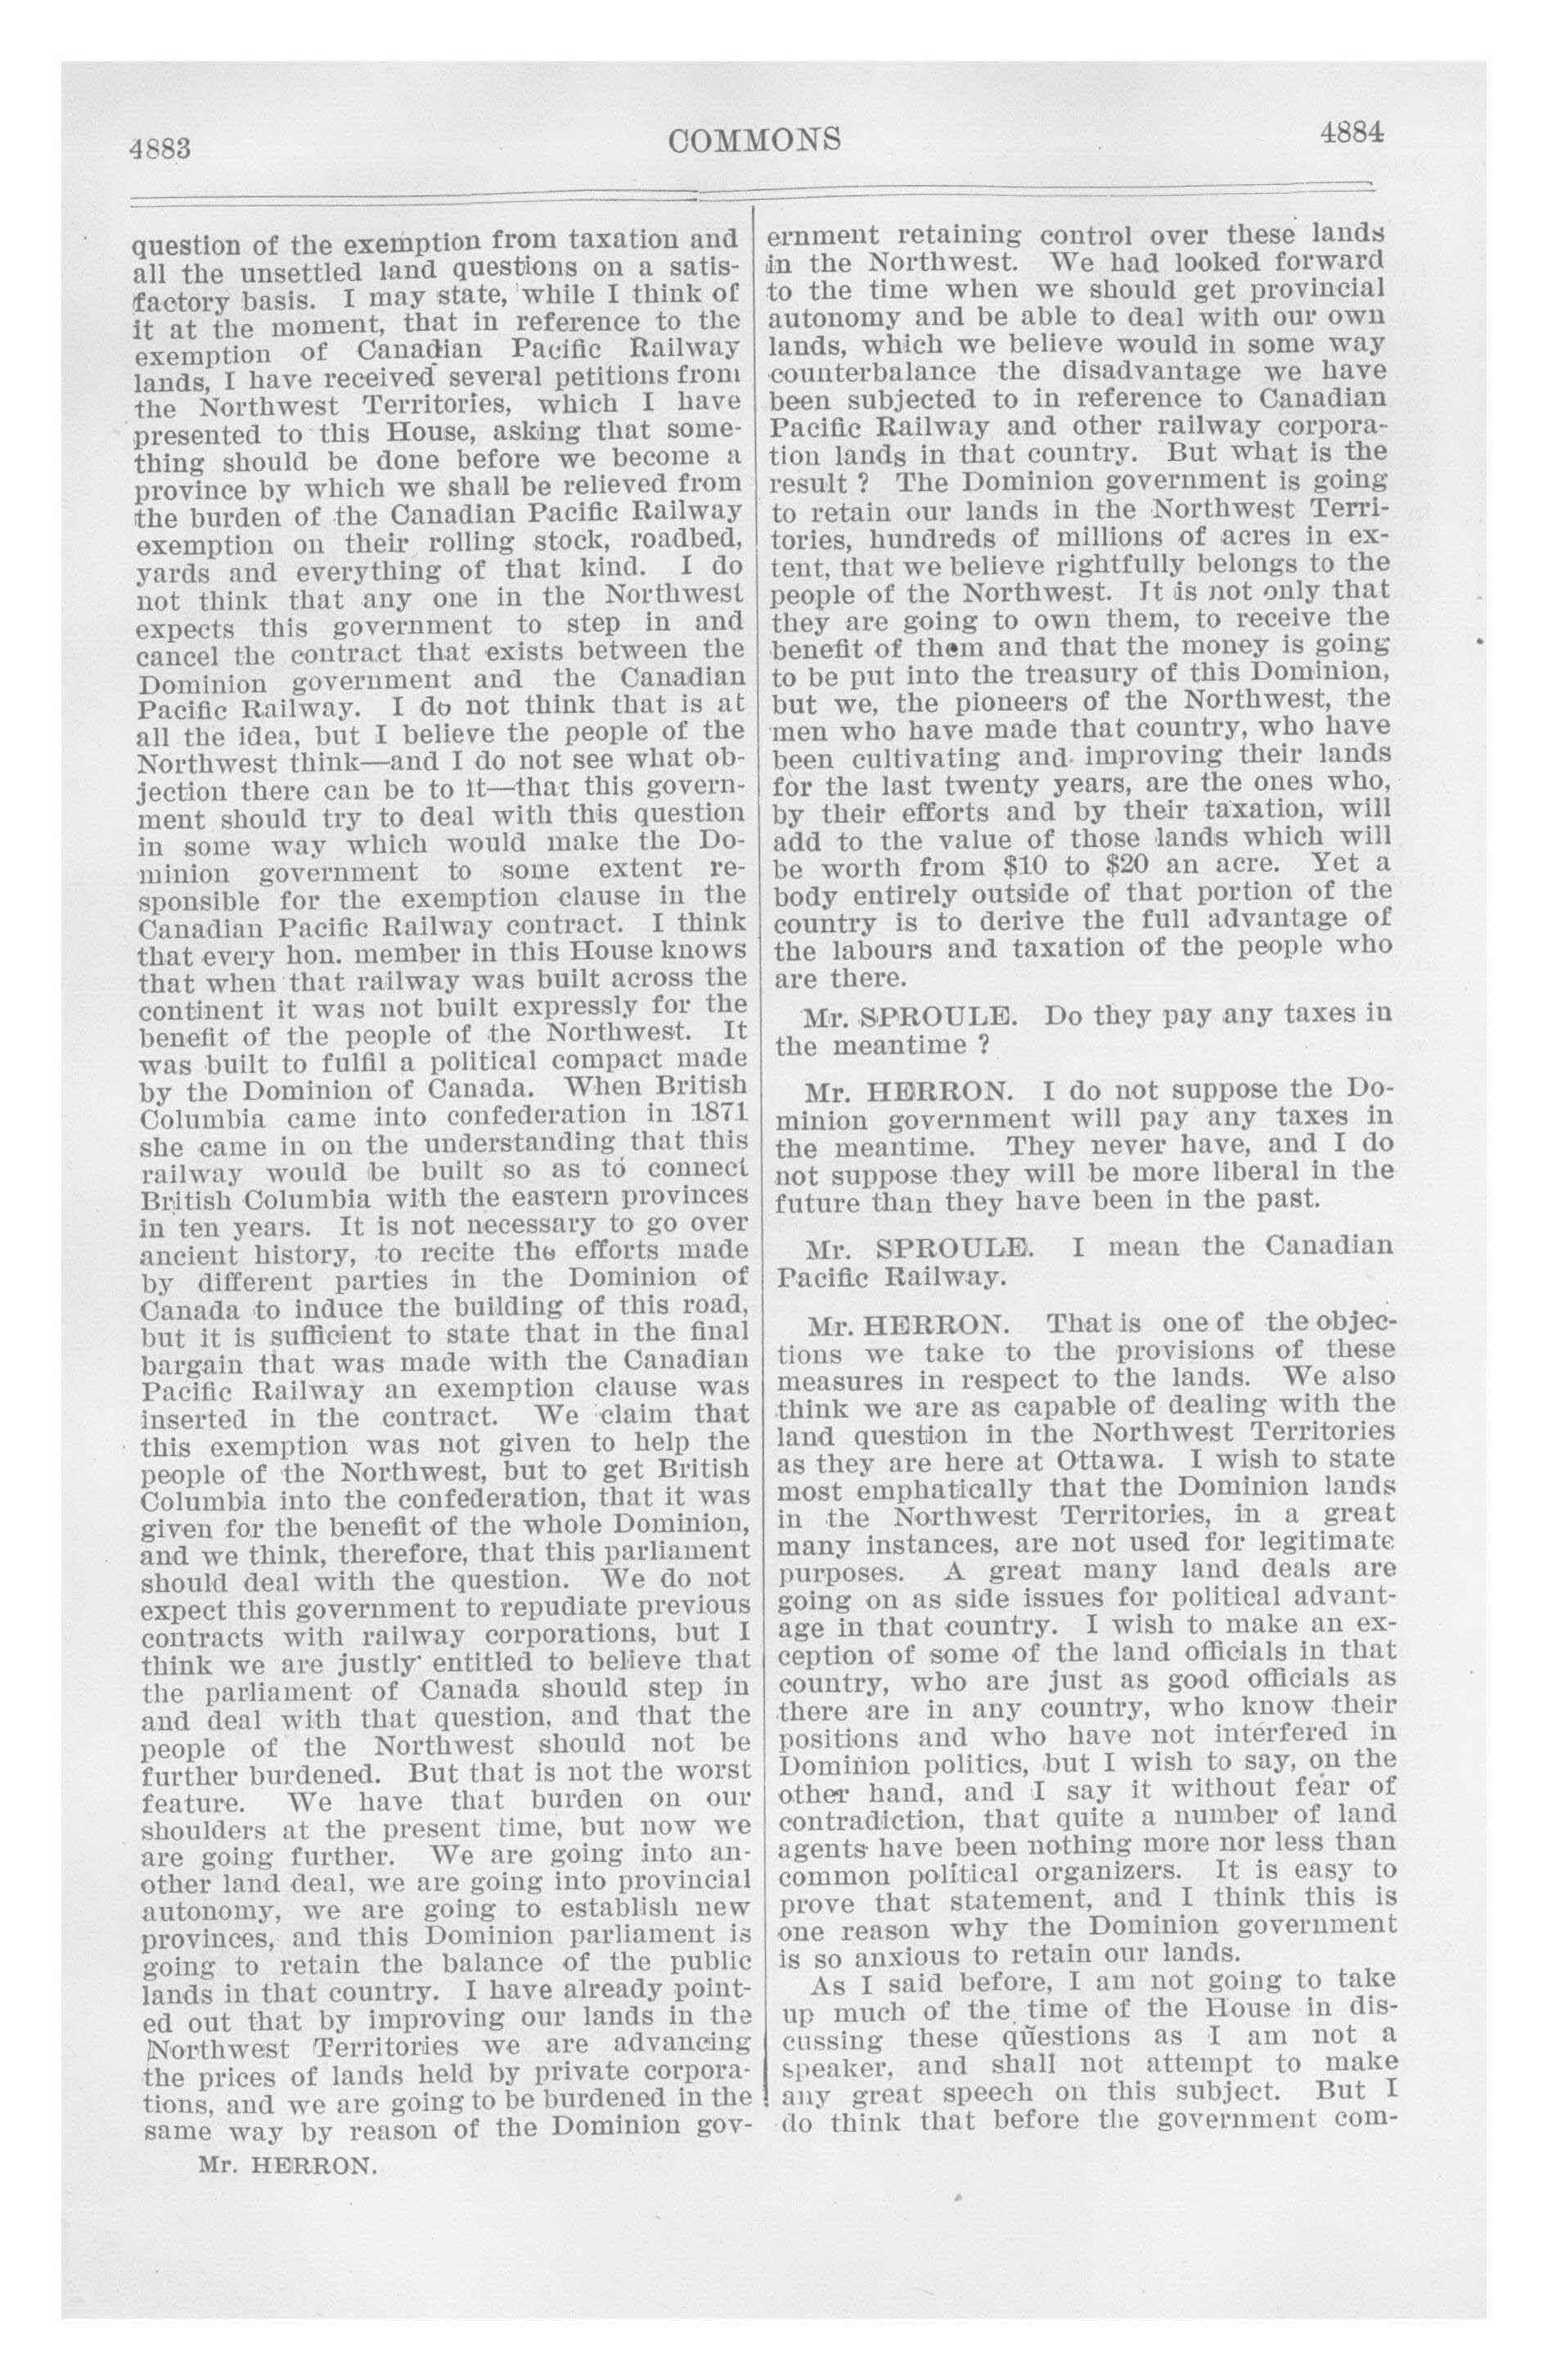 4883
COMMONS
4884
question of the exemption from taxation and
all the unsettled land questions on a satis-
factory basis. I may state, while I think of
it at the moment, that in reference to the
exemption of Canadian Pacific Railway
lands, I have received several petitions from
the Northwest Territories, which I have
presented to this House, asking that some-
thing should be done before we become a
province by which we shall be relieved from
the burden of the Canadian Pacific Railway
exemption on their rolling stock, roadbed,
yards and everything of that kind. I do
not think that any one in the Northwest
expects this government to step in and
cancel the contract that exists between the
Dominion government and the Canadian
Pacific Railway. I do not think that is at
all the idea, but I believe the people of the
Northwest think—and I do not see what ob-
jection there can be to it—that this govern-
ment should try to deal with this question
in some way which would make the Do-
minion government to some extent re-
sponsible for the exemption clause in the
Canadian Pacific Railway contract. I think
that every hon. member in this House knows
that when that railway was built across the
continent it was not built expressly for the
benefit of the people of the Northwest. It
was built to fulfil a political compact made
by the Dominion of Canada. When British
Columbia came into confederation in 1871
she came in on the understanding that this
railway would be built so as to connect
British Columbia with the eastern provinces
in ten years. It is not necessary to go over
ancient history, to recite the efforts made
by different parties in the Dominion of
Canada to induce the building of this road,
but it is sufficient to state that in the final
bargain that was made with the Canadian
Pacific Railway an exemption clause was
inserted in the contract. We claim that
this exemption was not given to help the
people of the Northwest, but to get British
Columbia into the confederation, that it was
given for the benefit of the whole Dominion,
and we think, therefore, that this parliament
should deal with the question. We do not
expect this government to repudiate previous
contracts with railway corporations, but I
think we are justly entitled to believe that
the parliament of Canada should step in
and deal with that question, and that the
people of the Northwest should not be
further burdened. But that is not the worst
feature. We have that burden on our
shoulders at the present time, but now we
are going further. We are going into an-
other land deal, we are going into provincial
autonomy, we are going to establish new
provinces, and this Dominion parliament is
going to retain the balance of the public
lands in that country. I have already point-
ed out that by improving our lands in the
Northwest Territories we are advancing
the prices of lands held by private corpora-
tions, and we are going to be burdened in the
same way by reason of the Dominion gov-
Mr. HERRON.
ernment retaining control over these lands
in the Northwest. We had looked forward
to the time when we should get provincial
autonomy and be able to deal with our own
lands, which we believe would in some way
counterbalance the disadvantage we have
been subjected to in reference to Canadian
Pacific Railway and other railway corpora-
tion lands in that country. But what is the
result ? The Dominion government is going
to retain our lands in the Northwest Terri-
tories, hundreds of millions of acres in ex-
tent, that we believe rightfully belongs to the
people of the Northwest. It is not only that
they are going to own them, to receive the
benefit of them and that the money is going
to be put into the treasury of this Dominion,
but we, the pioneers of the Northwest, the
men who have made that country, who have
been cultivating and improving their lands
for the last twenty years, are the ones who,
by their efforts and by their taxation, will
add to the value of those lands which will
be worth from $10 to $20 an acre. Yet a
body entirely outside of that portion of the
country is to derive the full advantage of
the labours and taxation of the people who
are there.
Mr. SPROULE. Do they pay any taxes in
the meantime ?
Mr. HERRON. I do not suppose the Do-
minion government will pay any taxes in
the meantime. They never have, and I do
not suppose they will be more liberal in the
future than they have been in the past.
Mr. SPROULE. I mean the Canadian
Pacific Railway.
Mr. HERRON. That is one of the objec-
tions we take to the provisions of these
measures in respect to the lands. We also
think we are as capable of dealing with the
land question in the Northwest Territories
as they are here at Ottawa. I wish to state
most emphatically that the Dominion lands
in the Northwest Territories, in a great
many instances, are not used for legitimate
purposes. A great many land deals are
going on as side issues for political advant-
age in that country. I wish to make an ex-
ception of some of the land officials in that
country, who are just as good officials as
there are in any country, who know their
positions and who have not interfered in
Dominion politics, but I wish to say, on the
other hand, and I say it without fear of
contradiction, that quite a number of land
agents have been nothing more nor less than
common political organizers. It is easy to
prove that statement, and I think this is
one reason why the Dominion government
is so anxious to retain our lands.
As I said before, I am not going to take
up much of the time of the House in dis-
cussing these questions as I am not a
speaker, and shall not attempt to make
any great speech on this subject. But I
do think that before the government com-